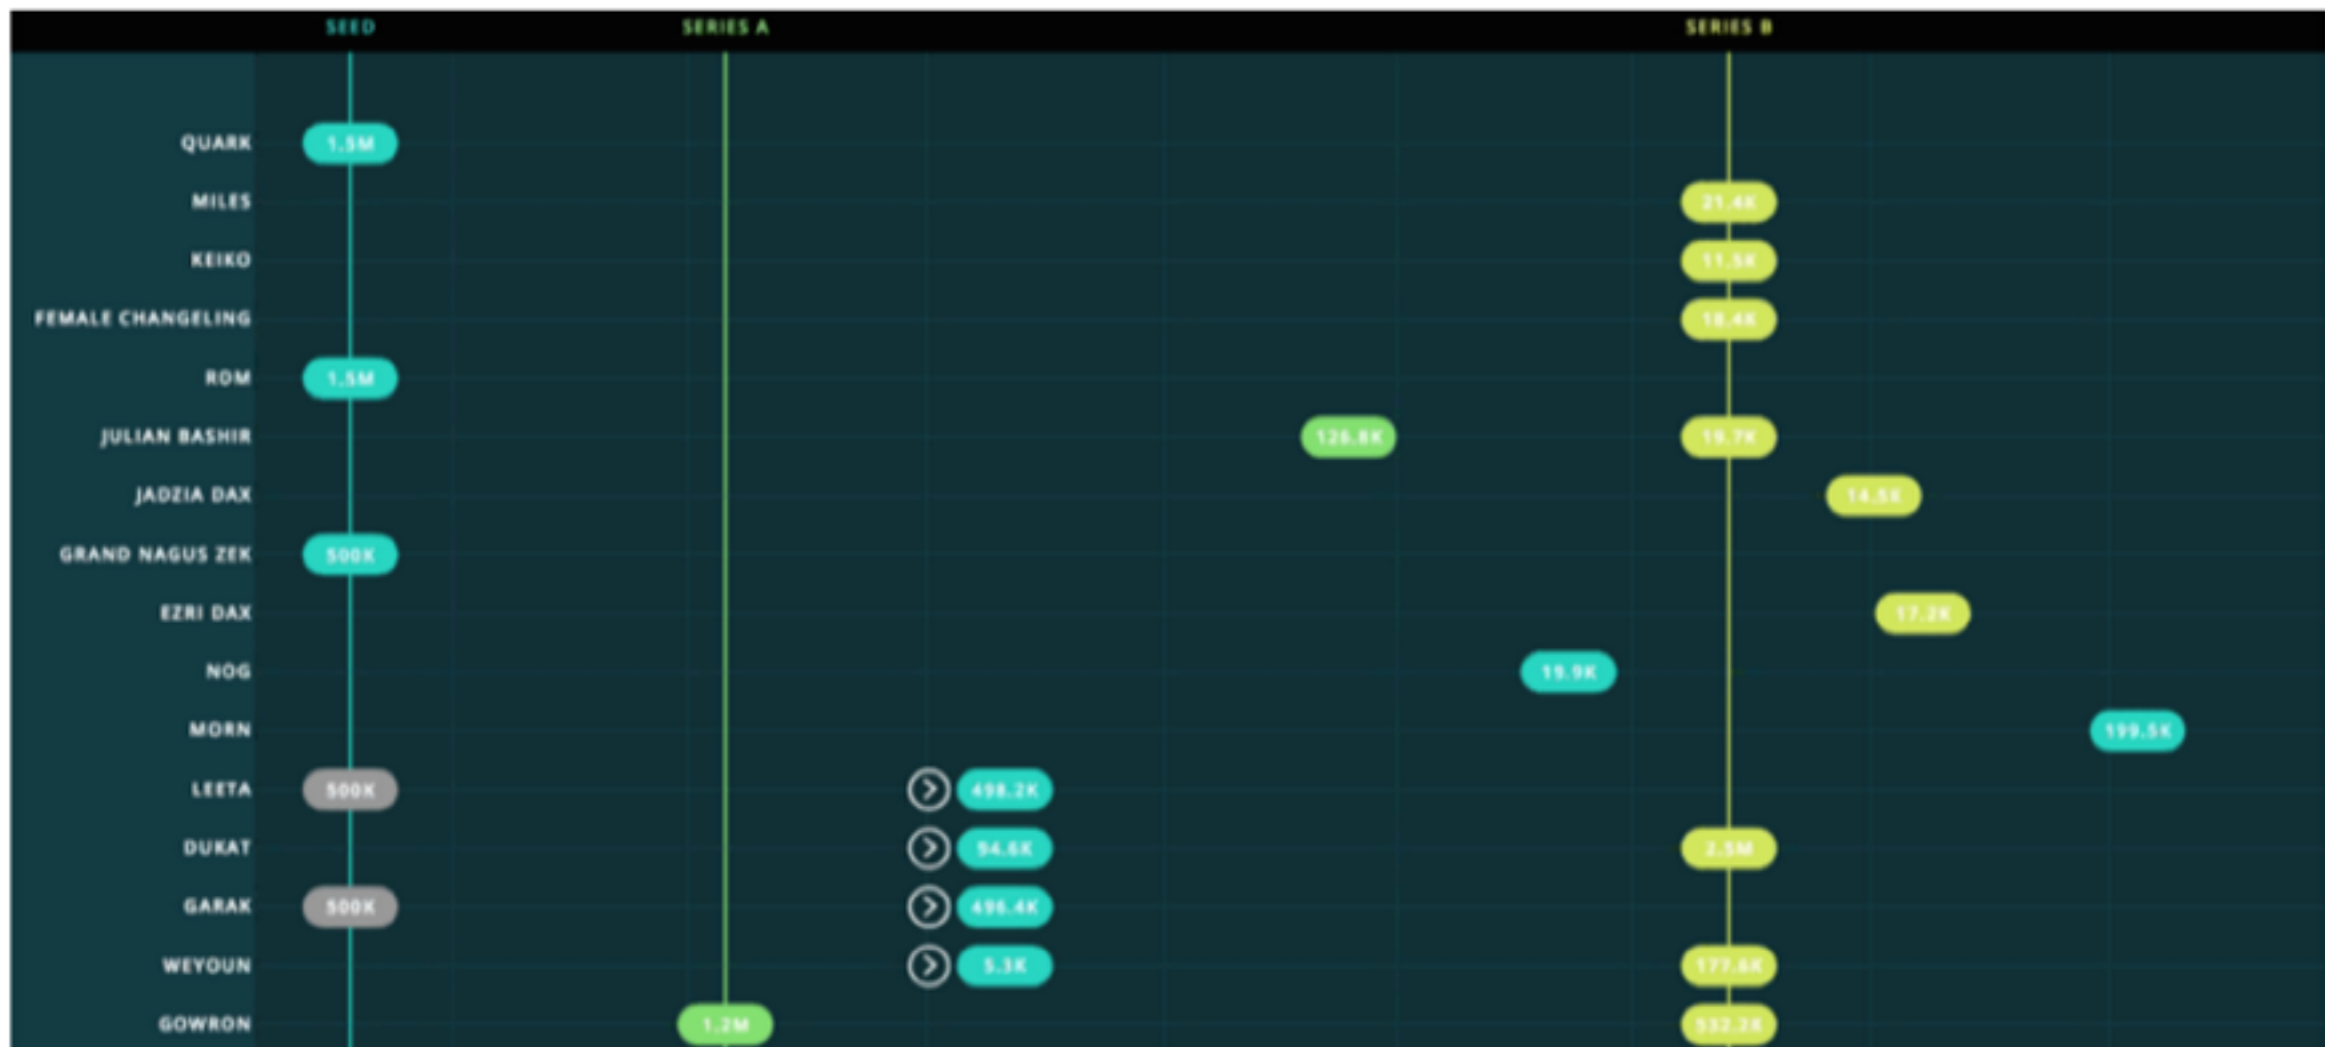 SEED SERIES A SERIES B
QUARK 1.5M
MILES 21.4K
KEIKO 11.5K
FEMALE CHANGELING 18.4K
ROM 1.5M
JULIAN BASHIR 128.8K 19.7K
JADZIA DAX 14.5K
GRAND NAGUS ZEK 500K
EZRI DAX 17.2K
NOG 19.9K
MORN 199.5K
LEETA 500K 498.2K
DUKAT 94.6K 2.5M
GARAK 500K 496.4K
WEYOUN 5.3K 177.6K
GOWRON 1.2M 532.2K